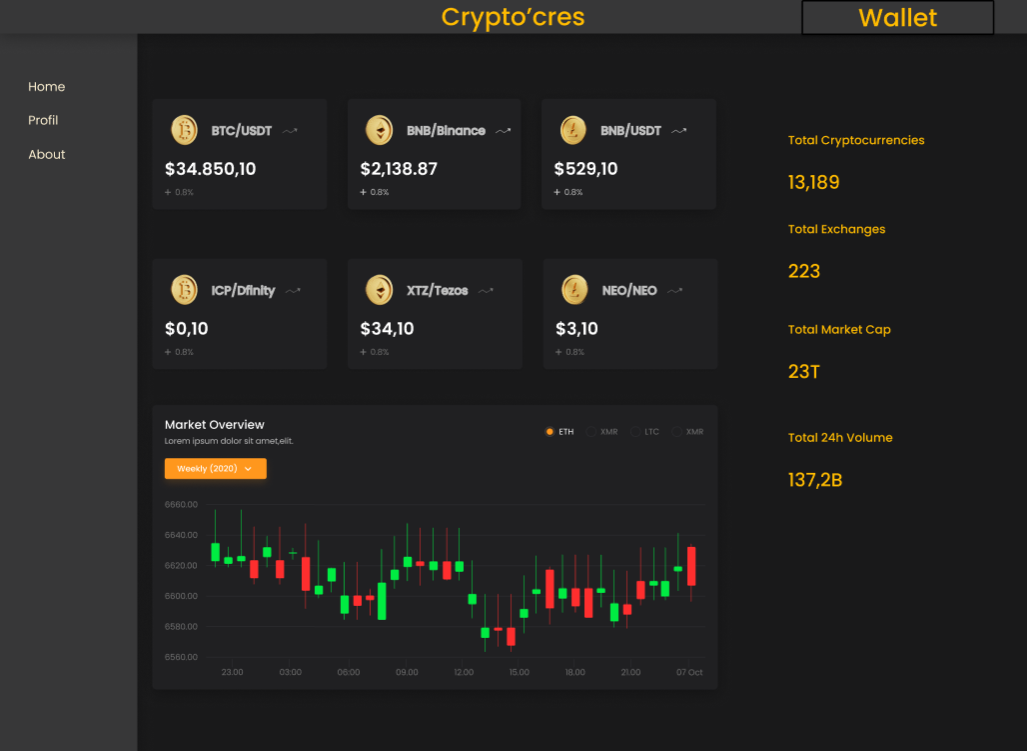 Crypto'cres
Wallet
Home
Profil
About
BTC/USDT
$34.850,10
+ 0.8%
BNB/Binance
$2,138.87
+ 0.8%
BNB/USDT
$529,10
+ 0.8%
ICP/Dfinity
$0,10
+ 0.8%
XTZ/Tezos
$34,10
+ 0.8%
NEO/NEO
$3,10
+ 0.8%
Total Cryptocurrencies
13,189
Total Exchanges
223
Total Market Cap
23T
Total 24h Volume
137,2B
Market Overview
Lorem ipsum dolor sit amet,elit.
ETH XMR LTC XMR
Weekly (2020)
6660.00
6640.00
6620.00
6600.00
6580.00
6560.00
23.00 03:00 06:00 09.00 12.00 15.00 18.00 21.00 07 Oct